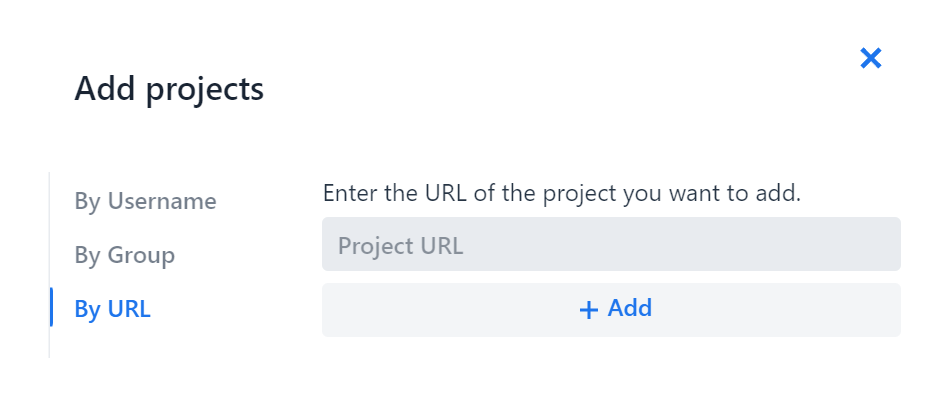 Add projects
By Username
By Group
By URL
Enter the URL of the project you want to add.
Project URL
+ Add